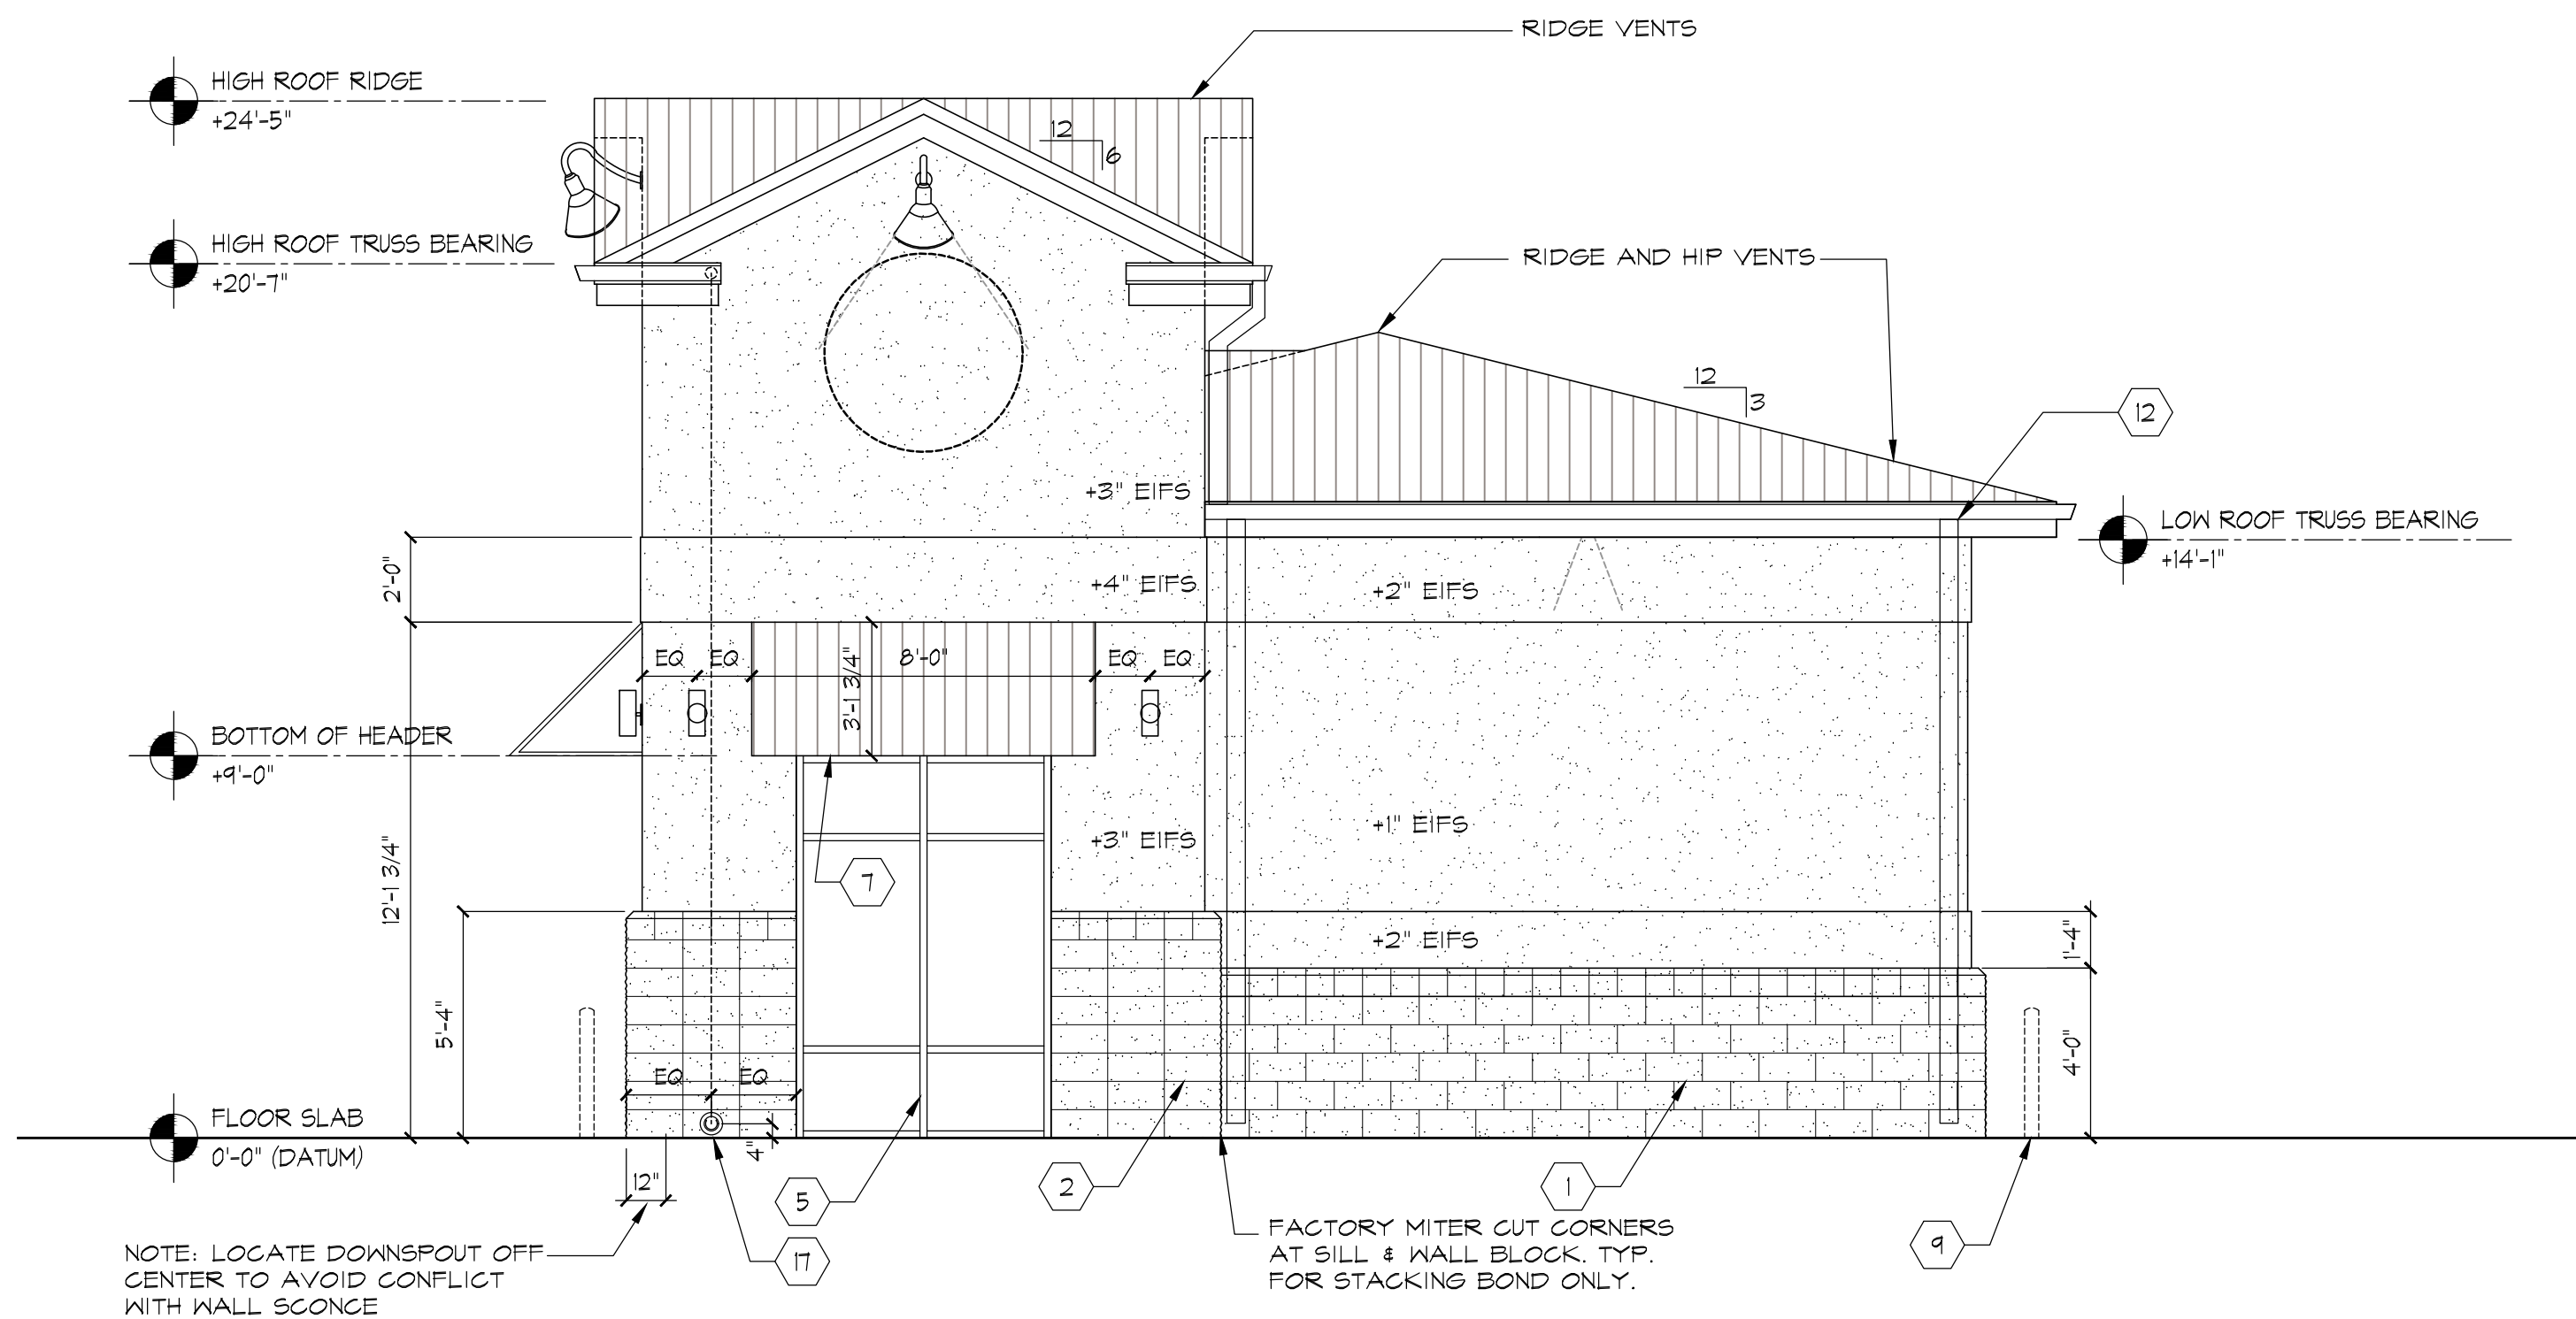 RIDGE VENTS
HIGH ROOF RIDGE
+24'-5"
12
6
HIGH ROOF TRUSS BEARING
+20'-7"
RIDGE AND HIP VENTS
12
3
12
+3" EIFS
LOW ROOF TRUSS BEARING
+14'-1"
2'-0"
+4" EIFS
+2" EIFS
EQ
EQ
8'-0"
EQ
EQ
3'-1 3/4"
BOTTOM OF HEADER
+9'-0"
12'-1 3/4"
+3" EIFS
+1" EIFS
7
+2" EIFS
1'-4"
5'-4"
4'-0"
EQ
EQ
FLOOR SLAB
0'-0" (DATUM)
4"
12"
5
2
1
9
17
NOTE: LOCATE DOWNSPOUT OFF
CENTER TO AVOID CONFLICT
WITH WALL SCONCE
FACTORY MITER CUT CORNERS
AT SILL & WALL BLOCK. TYP.
FOR STACKING BOND ONLY.